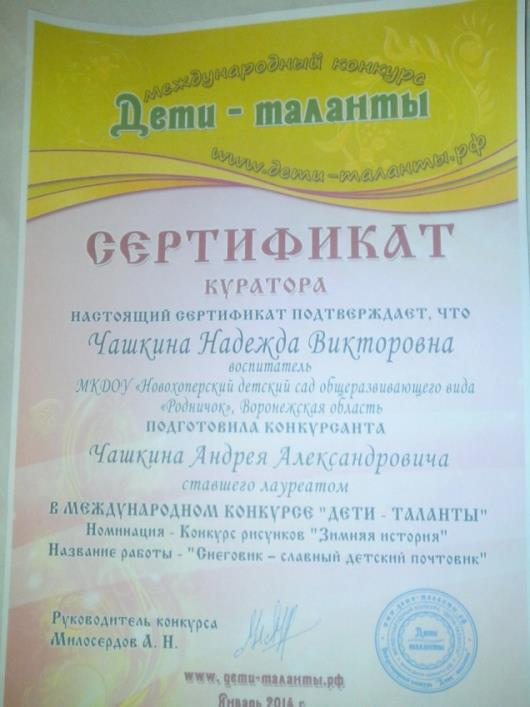 международный конкурс
Дети - таланты
www.дети-таланты.рф
СЕРТИФИКАТ
КУРАТОРА
НАСТОЯЩИЙ СЕРТИФИКАТ ПОДТВЕРЖДАЕТ, ЧТО
Чашкина Надежда Викторовна
воспитатель
МКДОУ «Новохоперский детский сад общеразвивающего вида
«Родничок», Воронежская область
ПОДГОТОВИЛА КОНКУРСАНТА
Чашкина Андрея Александровича
ставшего лауреатом
В МЕЖДУНАРОДНОМ КОНКУРСЕ "ДЕТИ - ТАЛАНТЫ"
Номинация - Конкурс рисунков "Зимняя история"
Название работы - "Снеговик – славный детский почтовик"
Руководитель конкурса
Милосердов А. Н.
Дети
таланты
www.дети-таланты.рф
Январь 2014 г.